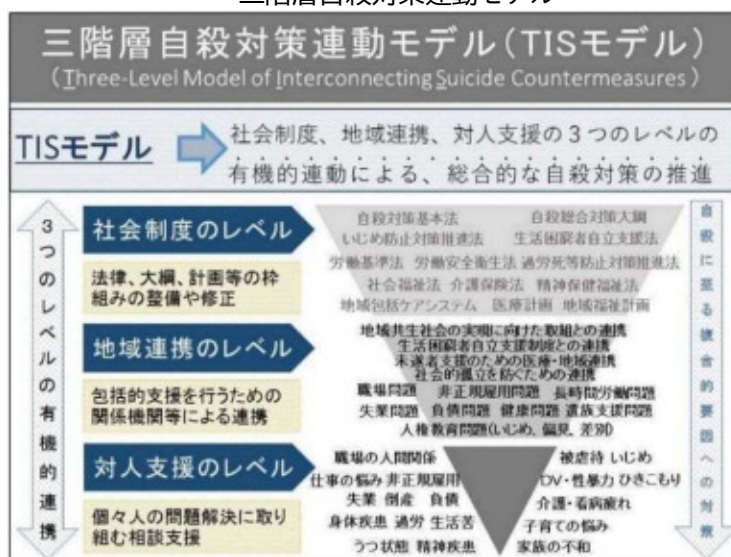 三階層自殺対策連動モデル
三階層自殺対策連動モデル(TISモデル)
(Three-Level Model of Interconnecting Suicide Countermeasures)
TISモデル
社会制度、地域連携、対人支援の3つのレベルの
有機的連動による、総合的な自殺対策の推進
3つのレベルの有機的連携
社会制度のレベル
法律、大綱、計画等の枠
組みの整備や修正
地域連携のレベル
包括的支援を行うための
関係機関等による連携
対人支援のレベル
個々人の問題解決に取り
組む相談支援
自殺対策基本法 自殺総合対策大綱
いじめ防止対策推進法 生活困窮者自立支援法
労働基準法 労働安全衛生法 過労死等防止対策推進法
社会福祉法 介護保険法 精神保健福祉法
地域包括ケアシステム 医療計画 地域福祉計画
地域共生社会の実現に向けた取組との連携
生活困窮者自立支援制度との連携
未遂者支援のための医療・地域連携
社会的孤立を防ぐための連携
職場問題 非正規雇用問題 長時間労働問題
失業問題 負債問題 健康問題 遺族支援問題
人権教育問題(いじめ、偏見、差別)
職場の人間関係 被虐待 いじめ
仕事の悩み 非正規雇用 DV・性暴力 ひきこもり
失業 倒産 負債 介護・看病疲れ
身体疾患 過労 生活苦 子育ての悩み
うつ状態 精神疾患 家族の不和
自殺に至る複合的要因への対策